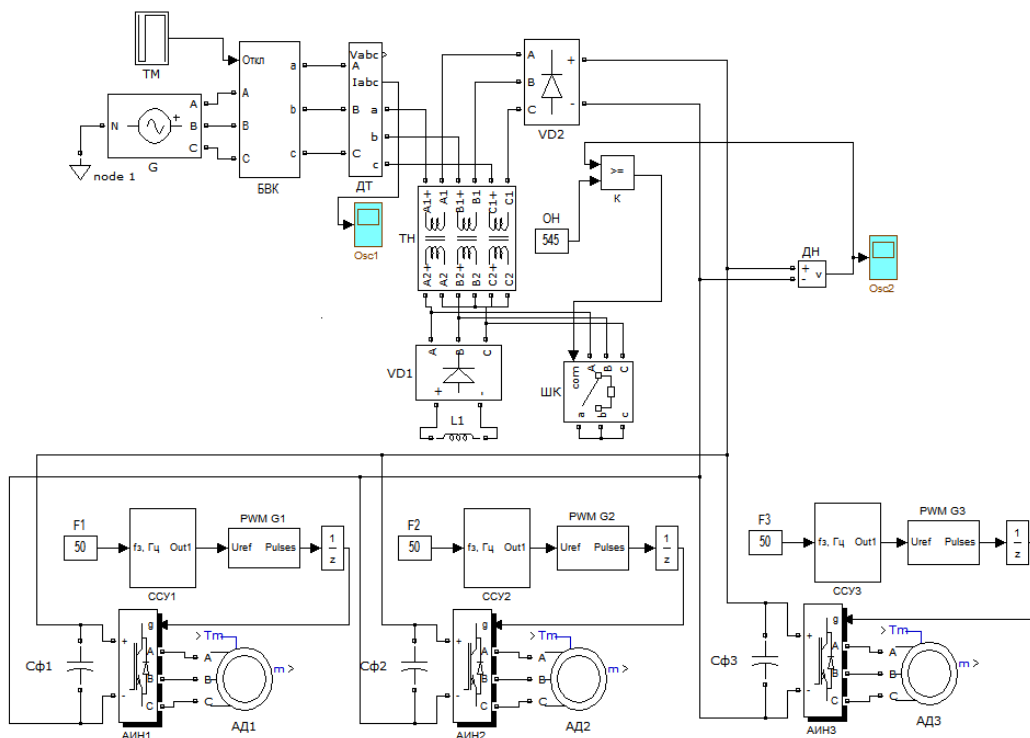 ТМ
Откл
A
B
C
a
b
c
БВК
N
A
B
C
+
G
node 1
Vabc
A
Iabc
B
a
b
C
c
ДТ
Osc1
A
B
C
+
-
VD2
>=
К
ОН
545
ДН
+
-
v
Osc2
A1+
A1
B1+
B1
C1+
C1
ТН
A2+
A2
B2+
B2
C2+
C2
A
B
C
VD1
+
-
L1
com
A
B
C
ШК
a
b
c
F1
50
fз, Гц
Out1
ССУ1
PWM G1
Uref
Pulses
1
z
F2
50
fз, Гц
Out1
ССУ2
PWM G2
Uref
Pulses
1
z
F3
50
fз, Гц
Out1
ССУ3
PWM G3
Uref
Pulses
1
z
Сф1
+
-
g
A
B
C
АИН1
Tm
A
B
C
m
АД1
Сф2
+
-
g
A
B
C
АИН2
Tm
A
B
C
m
АД2
Сф3
+
-
g
A
B
C
АИН3
Tm
A
B
C
m
АД3